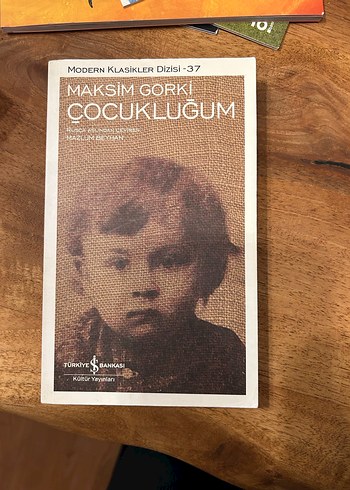 MODERN KLASİKLER DİZİSİ -37
MAKSİM GORKİ
ÇOCUKLUĞUM
RUSÇA ASLINDAN ÇEVİREN:
MAZLUM BEYHAN
TÜRKİYE İŞ BANKASI
Kültür Yayınları